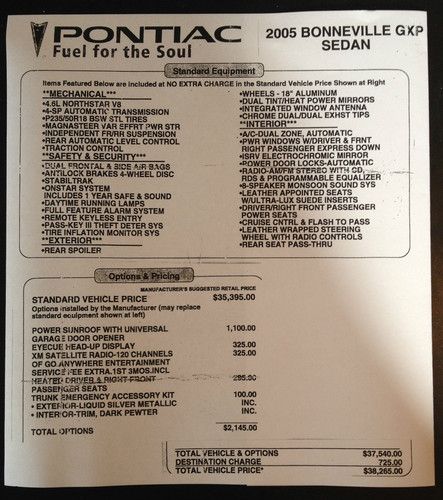 PONTIAC
Fuel for the Soul
2005 BONNEVILLE GXP
SEDAN
Standard Equipment
Items Featured Below are included at NO EXTRA CHARGE in the Standard Vehicle Price Shown at Right
**MECHANICAL***
•4.6L NORTHSTAR V8
•4-SP AUTOMATIC TRANSMISSION
•P235/50R18 BSW STL TIRES
•MAGNASTEER VAR EFFRT PWR STR
•INDEPENDENT FR/RR SUSPENSION
•REAR AUTOMATIC LEVEL CONTROL
•TRACTION CONTROL
**SAFETY & SECURITY***
•DUAL FRONTAL & SIDE AIR BAGS
•ANTILOCK BRAKES 4-WHEEL DISC
•STABILTRAK
•ONSTAR SYSTEM
INCLUDES 1 YEAR SAFE & SOUND
•DAYTIME RUNNING LAMPS
•FULL FEATURE ALARM SYSTEM
•REMOTE KEYLESS ENTRY
•PASS-KEY III THEFT DETER SYS
•TIRE INFLATION MONITOR SYS
**EXTERIOR***
•REAR SPOILER
•WHEELS - 18" ALUMINUM
•DUAL TINT/HEAT POWER MIRRORS
•INTEGRATED WINDOW ANTENNA
•CHROME DUAL/DUAL EXHST TIPS
**INTERIOR***
•A/C-DUAL ZONE, AUTOMATIC
•PWR WINDOWS W/DRIVER & FRNT
RIGHT PASSENGER EXPRESS DOWN
•ISRV ELECTROCHROMIC MIRROR
•POWER DOOR LOCKS-AUTOMATIC
•RADIO-AM/FM STEREO WITH CD,
RDS & PROGRAMMABLE EQUALIZER
•8-SPEAKER MONSOON SOUND SYS
•LEATHER APPOINTED SEATS
W/ULTRA-LUX SUEDE INSERTS
•DRIVER/RIGHT FRONT PASSENGER
POWER SEATS
•CRUISE CNTRL & FLASH TO PASS
•LEATHER WRAPPED STEERING
WHEEL WITH RADIO CONTROLS
•REAR SEAT PASS-THRU
Options & Pricing
MANUFACTURER'S SUGGESTED RETAIL PRICE
STANDARD VEHICLE PRICE $35,395.00
Options installed by the Manufacturer (may replace
standard equipment shown at left)
POWER SUNROOF WITH UNIVERSAL 1,100.00
GARAGE DOOR OPENER
EYECUE HEAD-UP DISPLAY 325.00
XM SATELLITE RADIO-120 CHANNELS 325.00
OF GO ANYWHERE ENTERTAINMENT
SERVICE FEE EXTRA.1ST 3MOS.INCL
HEATED DRIVER & RIGHT FRONT 295.00
PASSENGER SEATS
TRUNK EMERGENCY ACCESSORY KIT 100.00
• EXTERIOR-LIQUID SILVER METALLIC INC.
• INTERIOR-TRIM, DARK PEWTER INC.
TOTAL OPTIONS $2,145.00
TOTAL VEHICLE & OPTIONS $37,540.00
DESTINATION CHARGE 725.00
TOTAL VEHICLE PRICE* $38,265.00